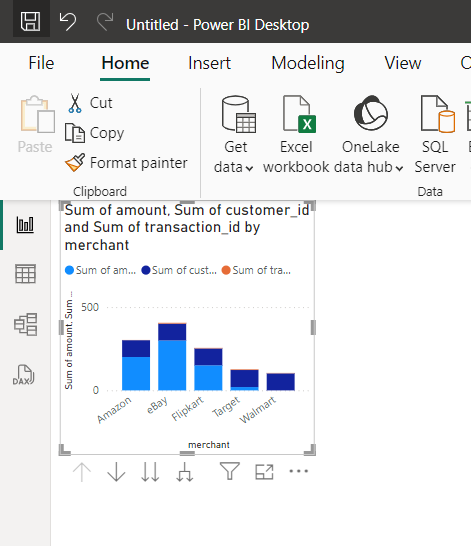 Untitled - Power BI Desktop
File Home Insert Modeling View
Paste
Cut
Copy
Format painter
Get data
Excel workbook
OneLake data hub
SQL Server
Clipboard
Data
Sum of amount, Sum of customer_id
and Sum of transaction_id by
merchant
Sum of am... Sum of cust... Sum of tra...
Sum of amount, Sum ...
500
0
Amazon eBay Flipkart Target Walmart
merchant
DAX